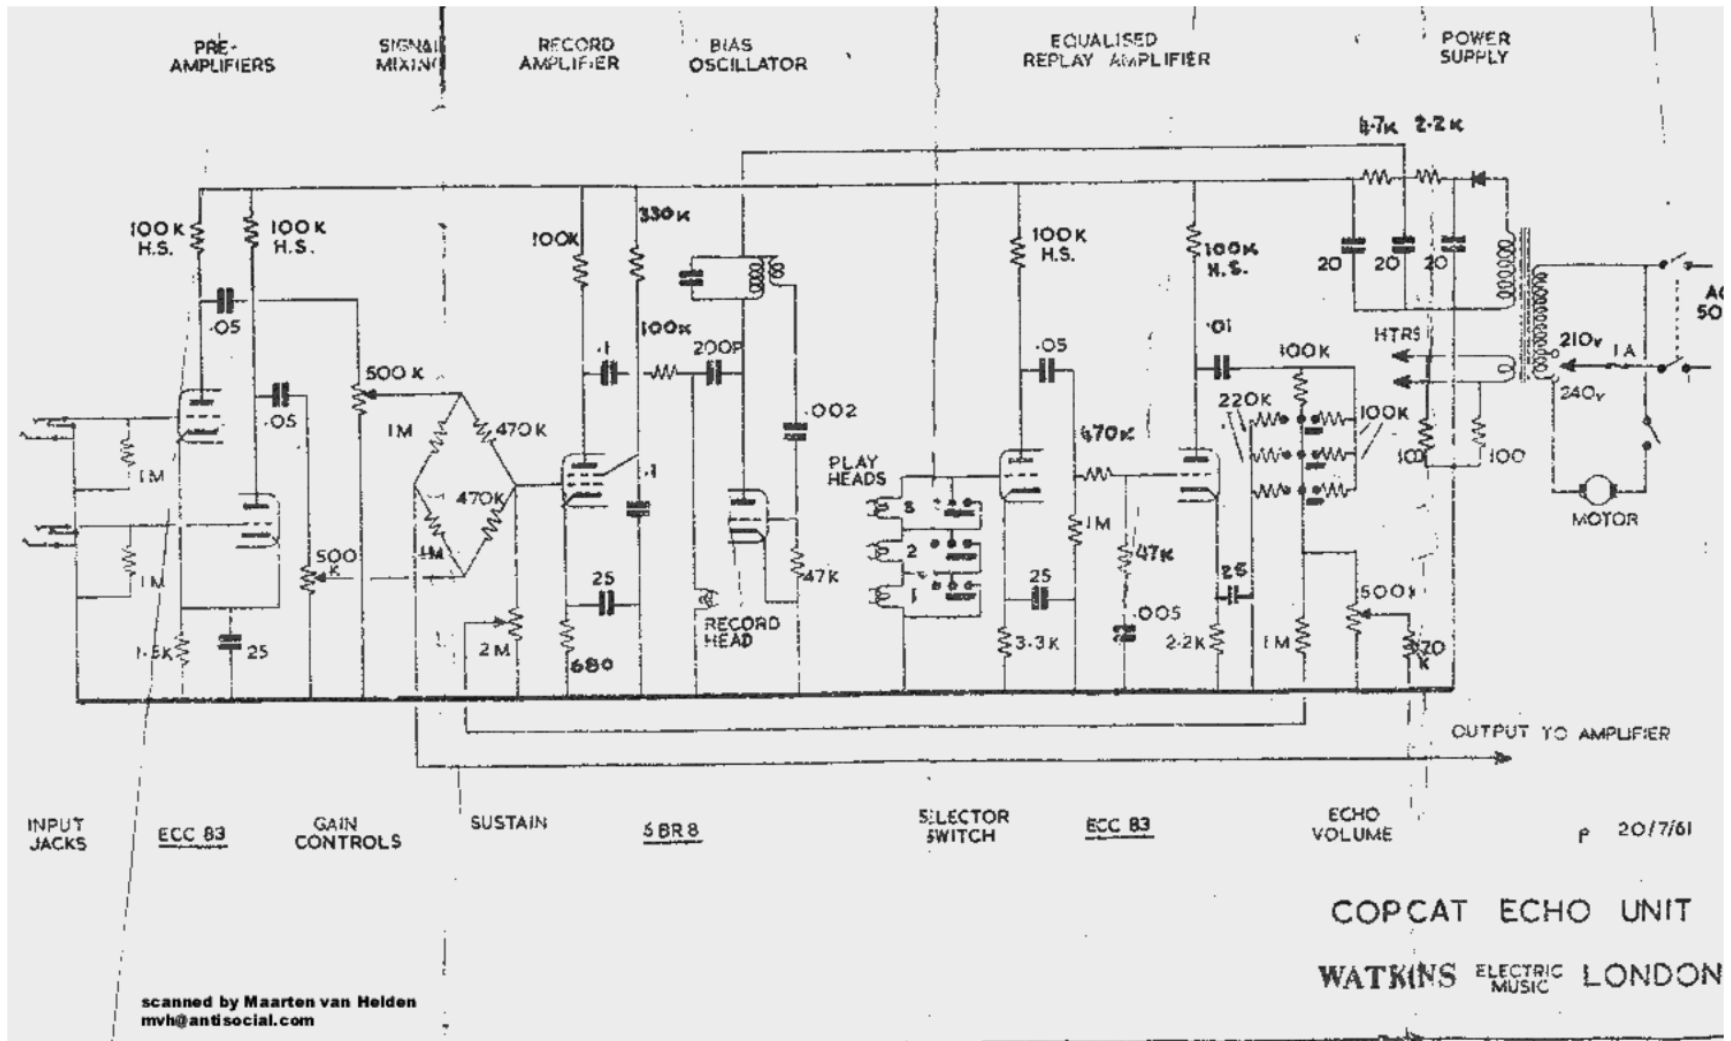 PRE-
AMPLIFIERS
SIGNAL
MIXING
RECORD
AMPLIFIER
BIAS
OSCILLATOR
EQUALISED
REPLAY AMPLIFIER
POWER
SUPPLY
4.7K 2.2K
100K
H.S.
100K
H.S.
100K
330K
100K
H.S.
100K
H.S.
20
20
20
.05
.05
500K
.1
100K
200P
.05
.01
100K
HTRS
210v
1A
240v
220K
100K
1M
470K
.002
470K
100
100
1M
470K
.1
PLAY
HEADS
3
2
1
1M
MOTOR
1M
500
K
1M
25
47K
25
47K
25
500K
RECORD
HEAD
.005
25
2M
680
3.3K
2.2K
1M
OUTPUT TO AMPLIFIER
INPUT
JACKS
ECC 83
GAIN
CONTROLS
SUSTAIN
6BR8
SELECTOR
SWITCH
ECC 83
ECHO
VOLUME
P 20/7/61
COPCAT ECHO UNIT
WATKINS ELECTRIC MUSIC LONDON
scanned by Maarten van Helden
mvh@antisocial.com